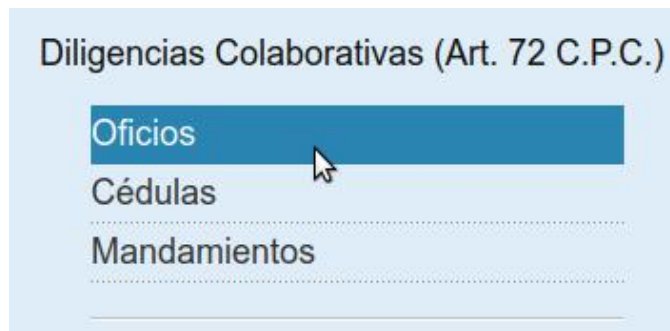 Diligencias Colaborativas (Art. 72 C.P.C.)
Oficios
Cédulas
Mandamientos